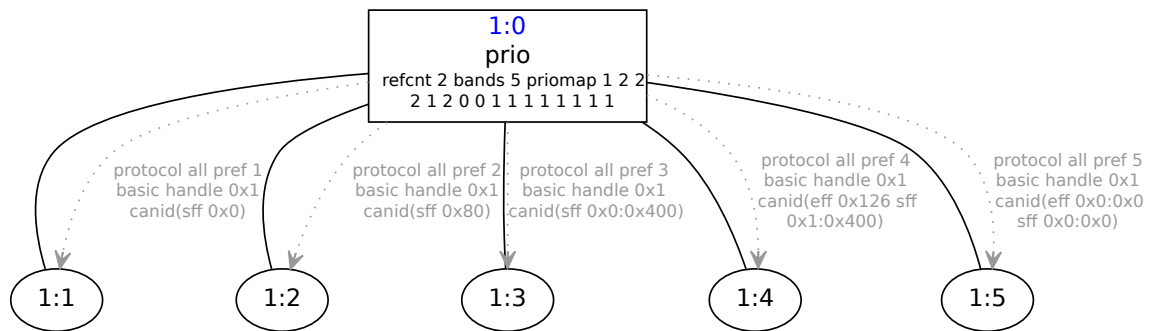 1:0
prio
refcnt 2 bands 5 priomap 1 2 2
2 1 2 0 0 1 1 1 1 1 1 1 1
protocol all pref 1
basic handle 0x1
canid(sff 0x0)
protocol all pref 2
basic handle 0x1
canid(sff 0x80)
protocol all pref 3
basic handle 0x1
canid(sff 0x0:0x400)
protocol all pref 4
basic handle 0x1
canid(eff 0x126 sff
0x1:0x400)
protocol all pref 5
basic handle 0x1
canid(eff 0x0:0x0
sff 0x0:0x0)
1:1
1:2
1:3
1:4
1:5